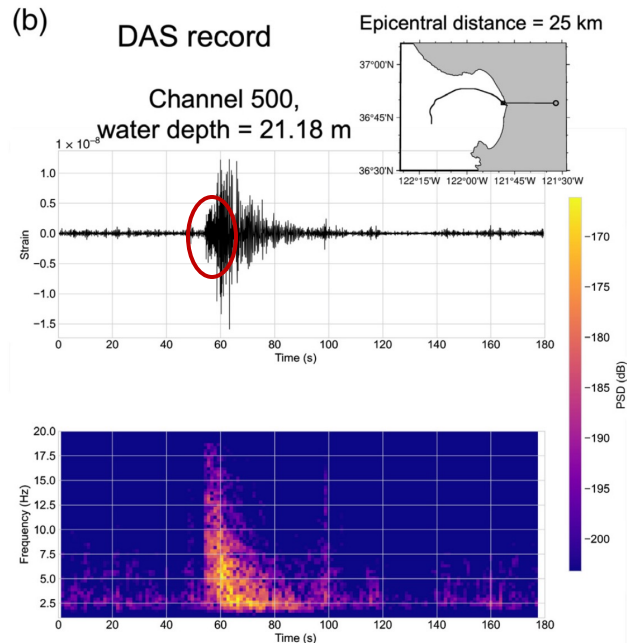 (b)
DAS record
Epicentral distance = 25 km
37°00'N
36°45'N
36°30'N
122°15'W 122°00'W 121°45'W 121°30'W
Channel 500,
water depth = 21.18 m
1 × 10⁻⁸
1.0
0.5
0.0
−0.5
−1.0
−1.5
Strain
0 20 40 60 80 100 120 140 160 180
Time (s)
20.0
17.5
15.0
12.5
10.0
7.5
5.0
2.5
Frequency (Hz)
0 20 40 60 80 100 120 140 160 180
Time (s)
−170
−180
−185
−190
−195
−200
PSD (dB)